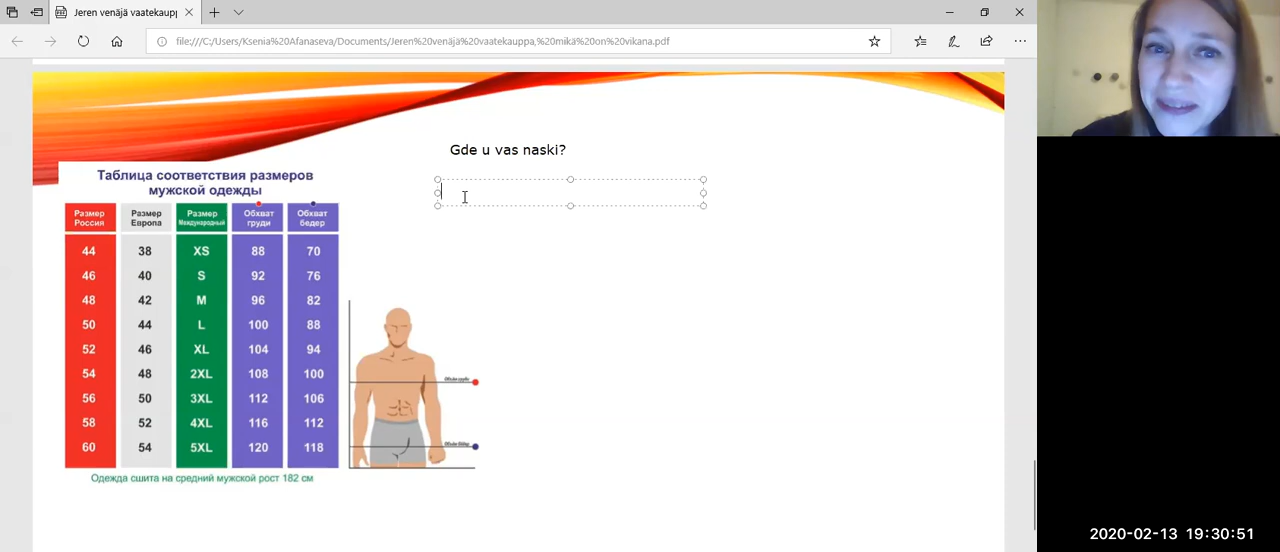 Jeren venäjä vaatekaupp
file:///C:/Users/Ksenia%20Afanaseva/Documents/Jeren%20venäjä%20vaatekauppa,%20mikä%20on%20vikana.pdf
Gde u vas naski?
Таблица соответствия размеров
мужской одежды
Размер Россия Размер Европа Размер Международный Обхват груди Обхват бедер
44 38 XS 88 70
46 40 S 92 76
48 42 M 96 82
50 44 L 100 88
52 46 XL 104 94
54 48 2XL 108 100
56 50 3XL 112 106
58 52 4XL 116 112
60 54 5XL 120 118
Одежда сшита на средний мужской рост 182 см
2020-02-13 19:30:51